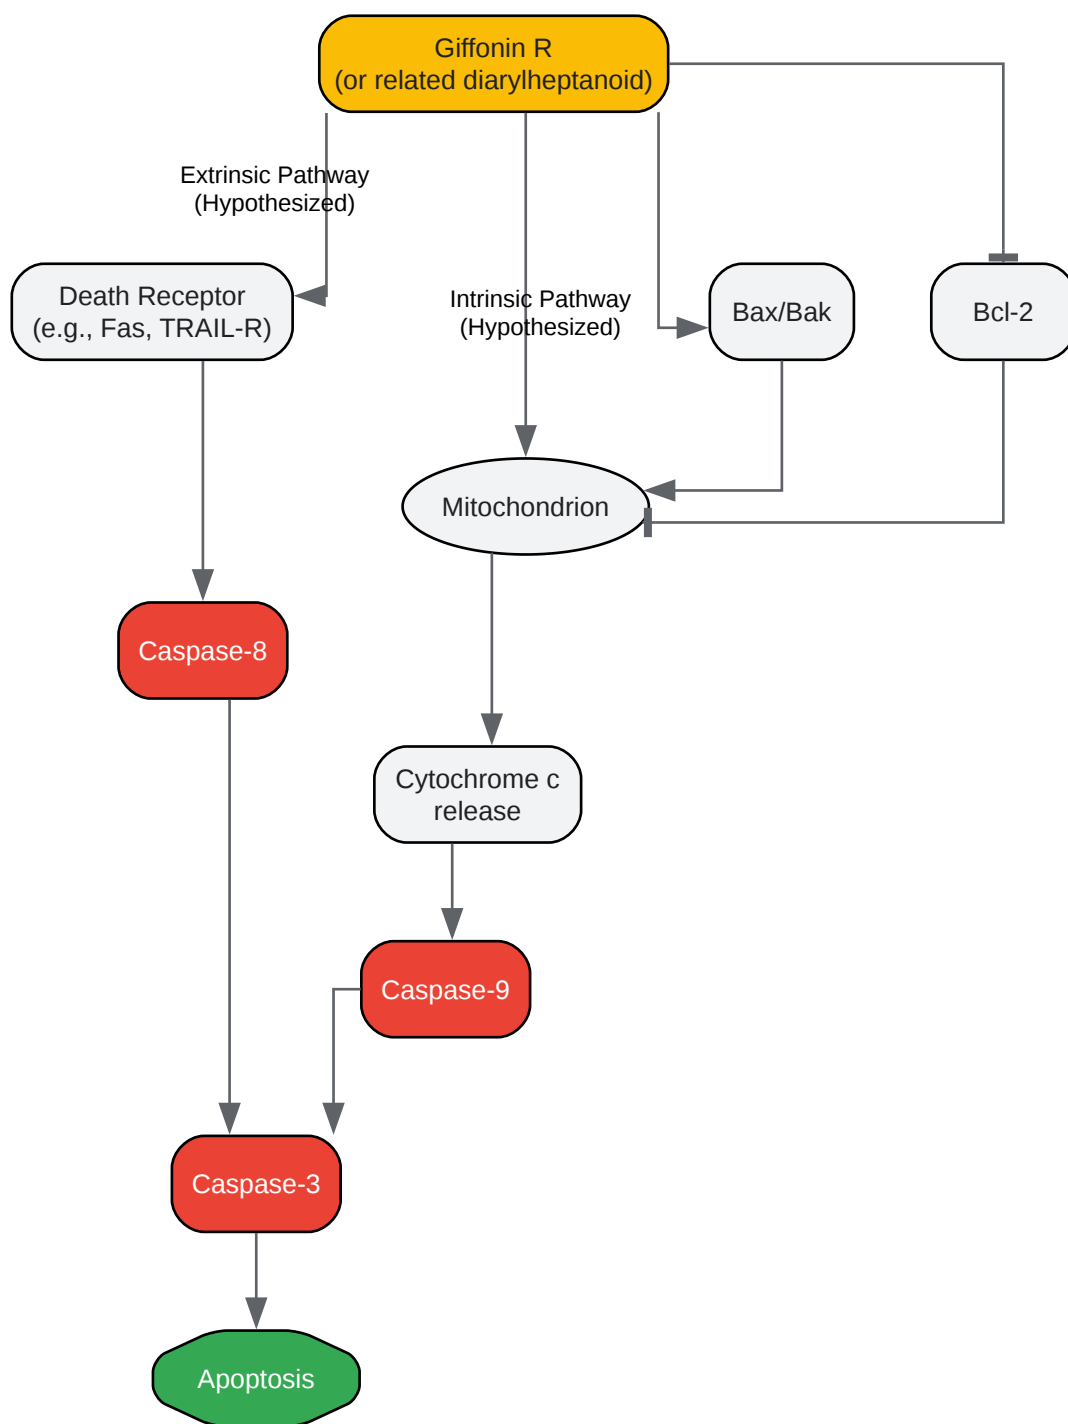 Giffonin R
(or related diarylheptanoid)
Extrinsic Pathway
(Hypothesized)
Death Receptor
(e.g., Fas, TRAIL-R)
Intrinsic Pathway
(Hypothesized)
Bax/Bak
Bcl-2
Mitochondrion
Caspase-8
Cytochrome c
release
Caspase-9
Caspase-3
Apoptosis